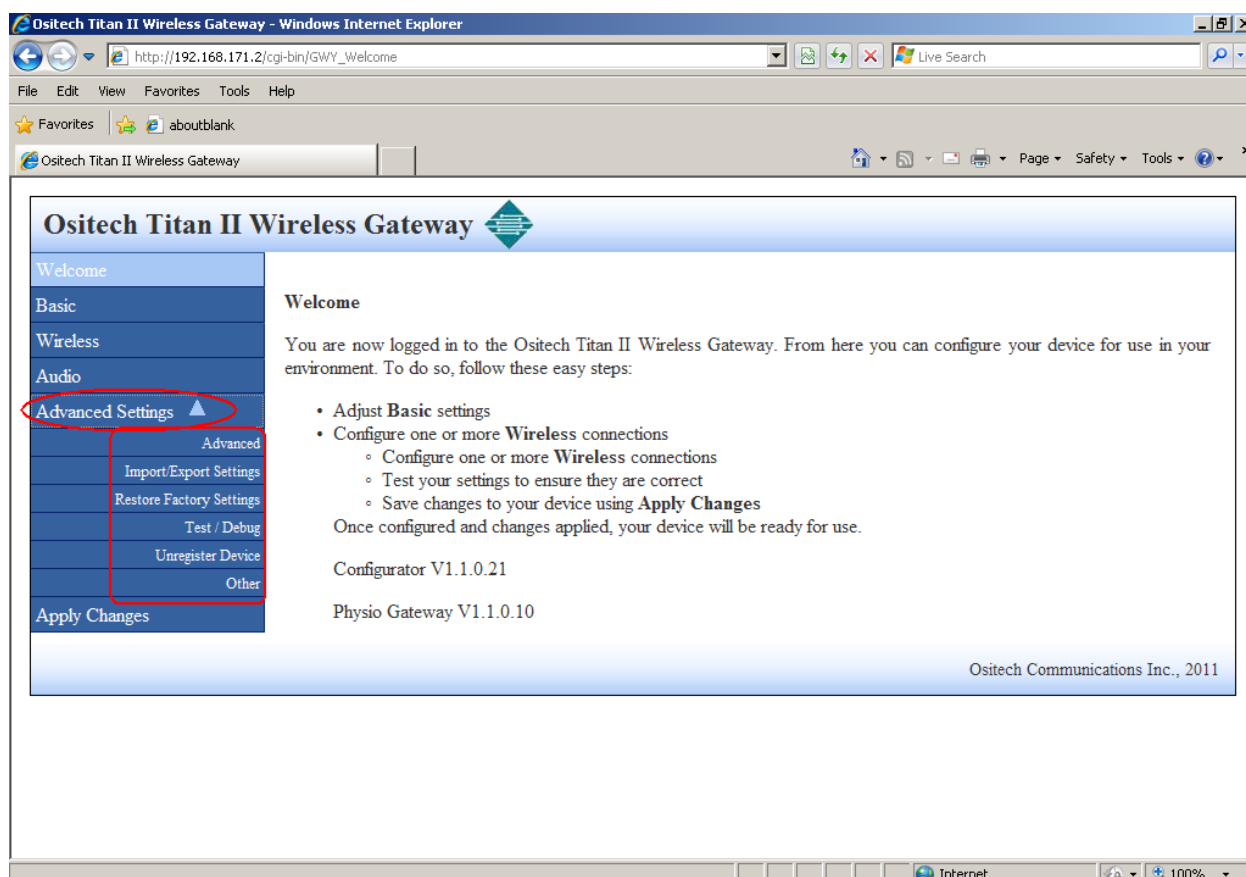 Ositech Titan II Wireless Gateway - Windows Internet Explorer
http://192.168.171.2/cgi-bin/GWY_Welcome
Live Search
File Edit View Favorites Tools Help
Favorites aboutblank
Ositech Titan II Wireless Gateway
Page Safety Tools
Ositech Titan II Wireless Gateway
Welcome
Basic
Wireless
Audio
Advanced Settings
Advanced
Import/Export Settings
Restore Factory Settings
Test / Debug
Unregister Device
Other
Apply Changes
Welcome
You are now logged in to the Ositech Titan II Wireless Gateway. From here you can configure your device for use in your
environment. To do so, follow these easy steps:
• Adjust Basic settings
• Configure one or more Wireless connections
◦ Configure one or more Wireless connections
◦ Test your settings to ensure they are correct
◦ Save changes to your device using Apply Changes
Once configured and changes applied, your device will be ready for use.
Configurator V1.1.0.21
Physio Gateway V1.1.0.10
Ositech Communications Inc., 2011
Internet 100%